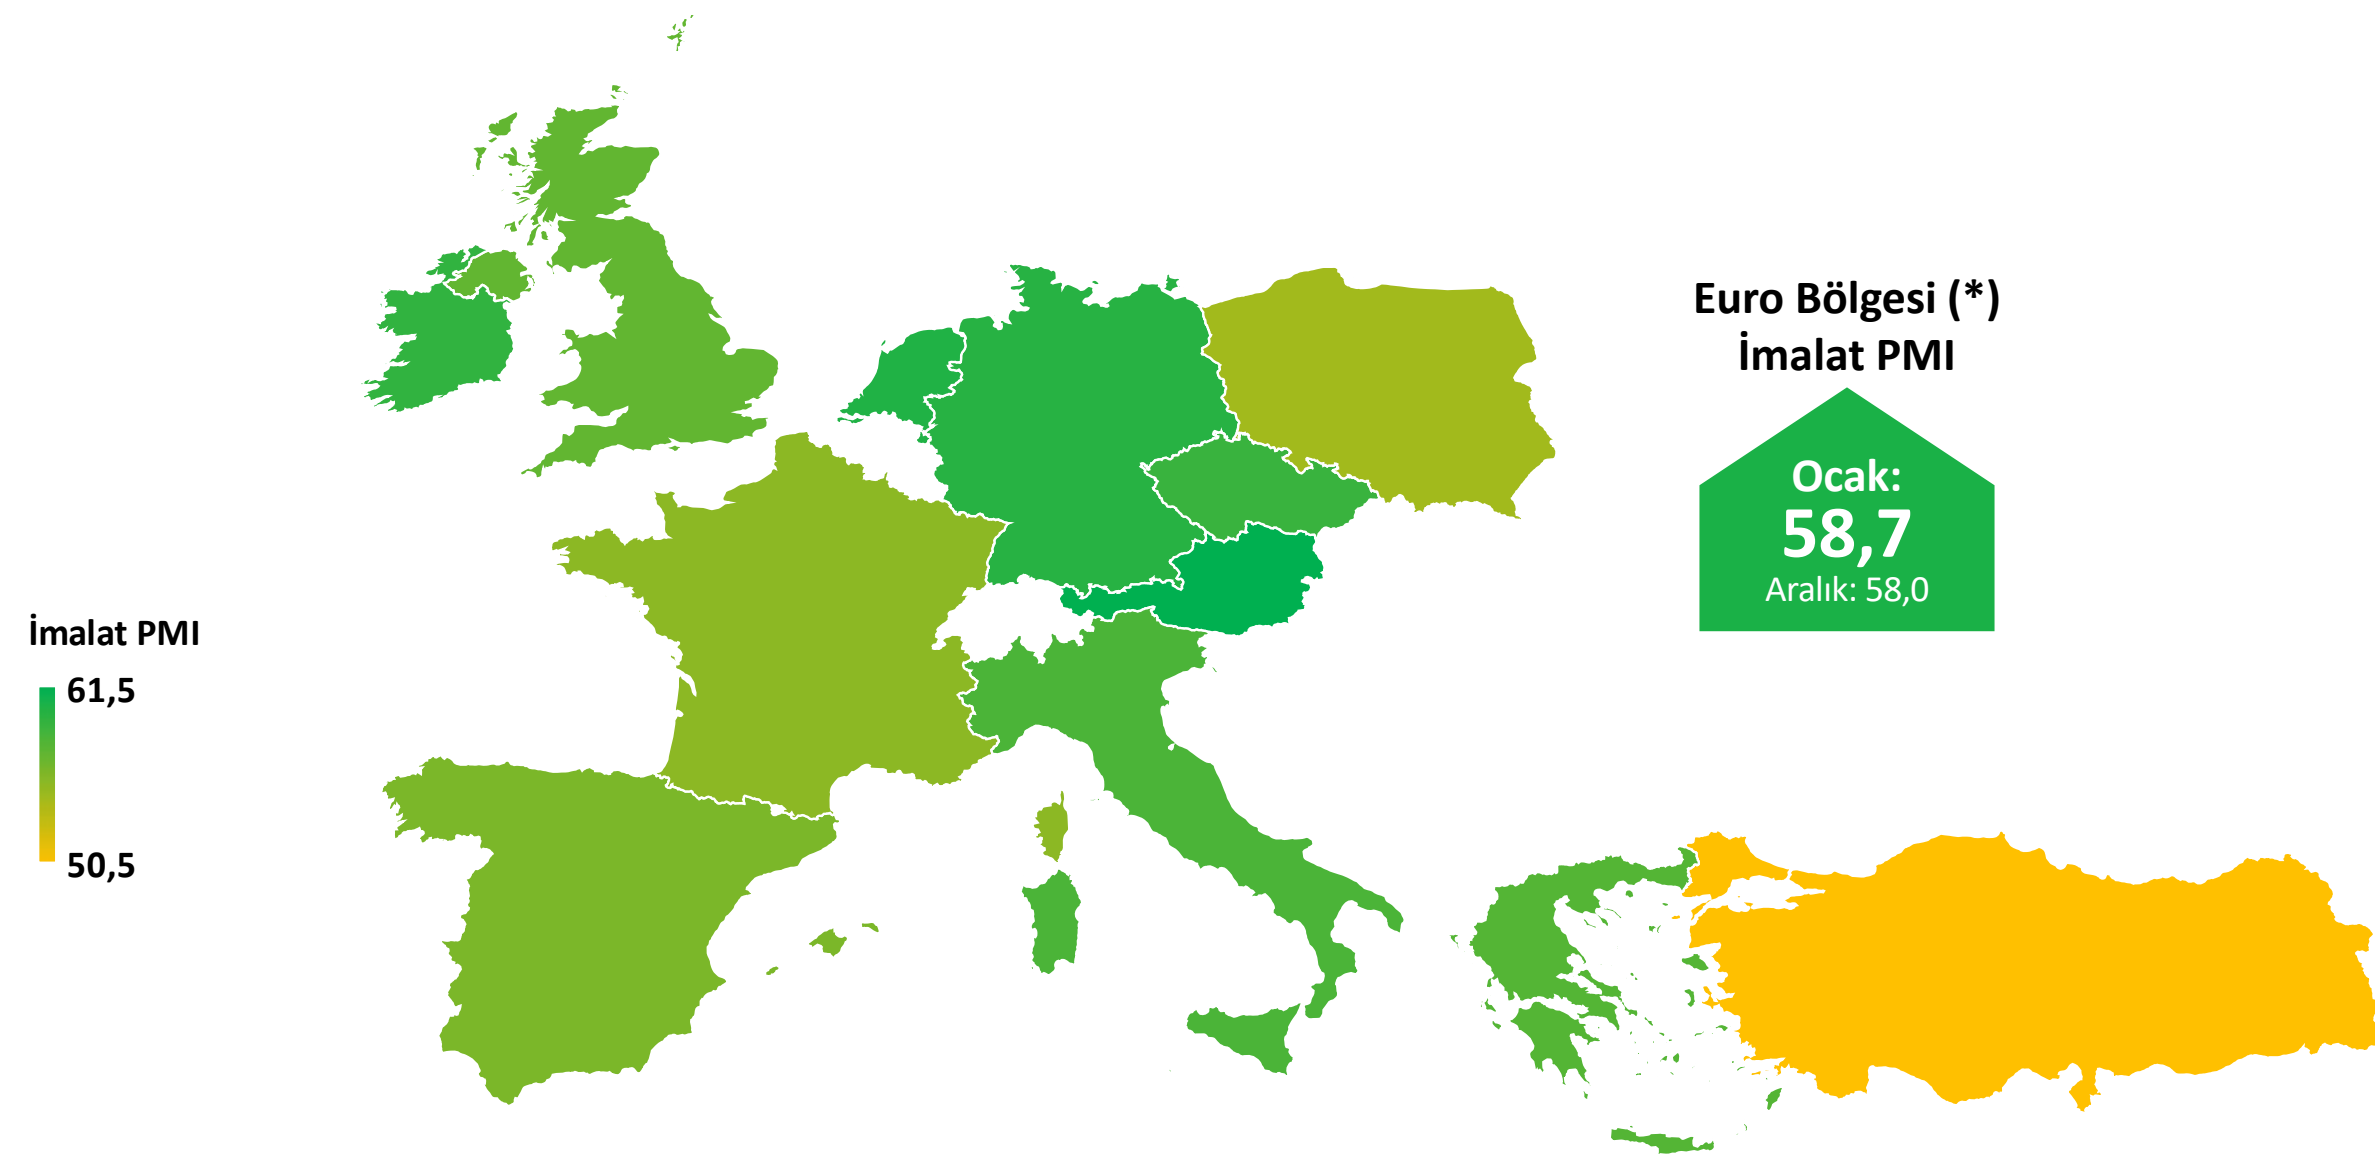 Euro Bölgesi (*)
İmalat PMI
Ocak:
58,7
Aralık: 58,0
İmalat PMI
61,5
50,5